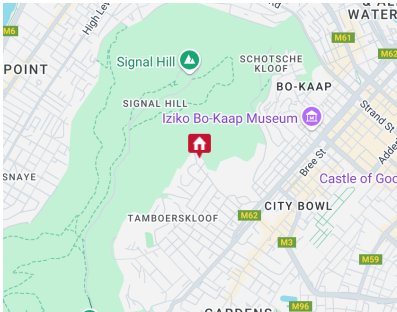 & AL
WATER
M6
High Lev
M61
M62
Signal Hill
SCHOTSCHE
KLOOF
POINT
BO-KAAP
SIGNAL HILL
Iziko Bo-Kaap Museum
Strand St
Adde
Bree St
SNAYE
Castle of Goo
CITY BOWL
M62
TAMBOERSKLOOF
M3
M59
M96
GARDENS